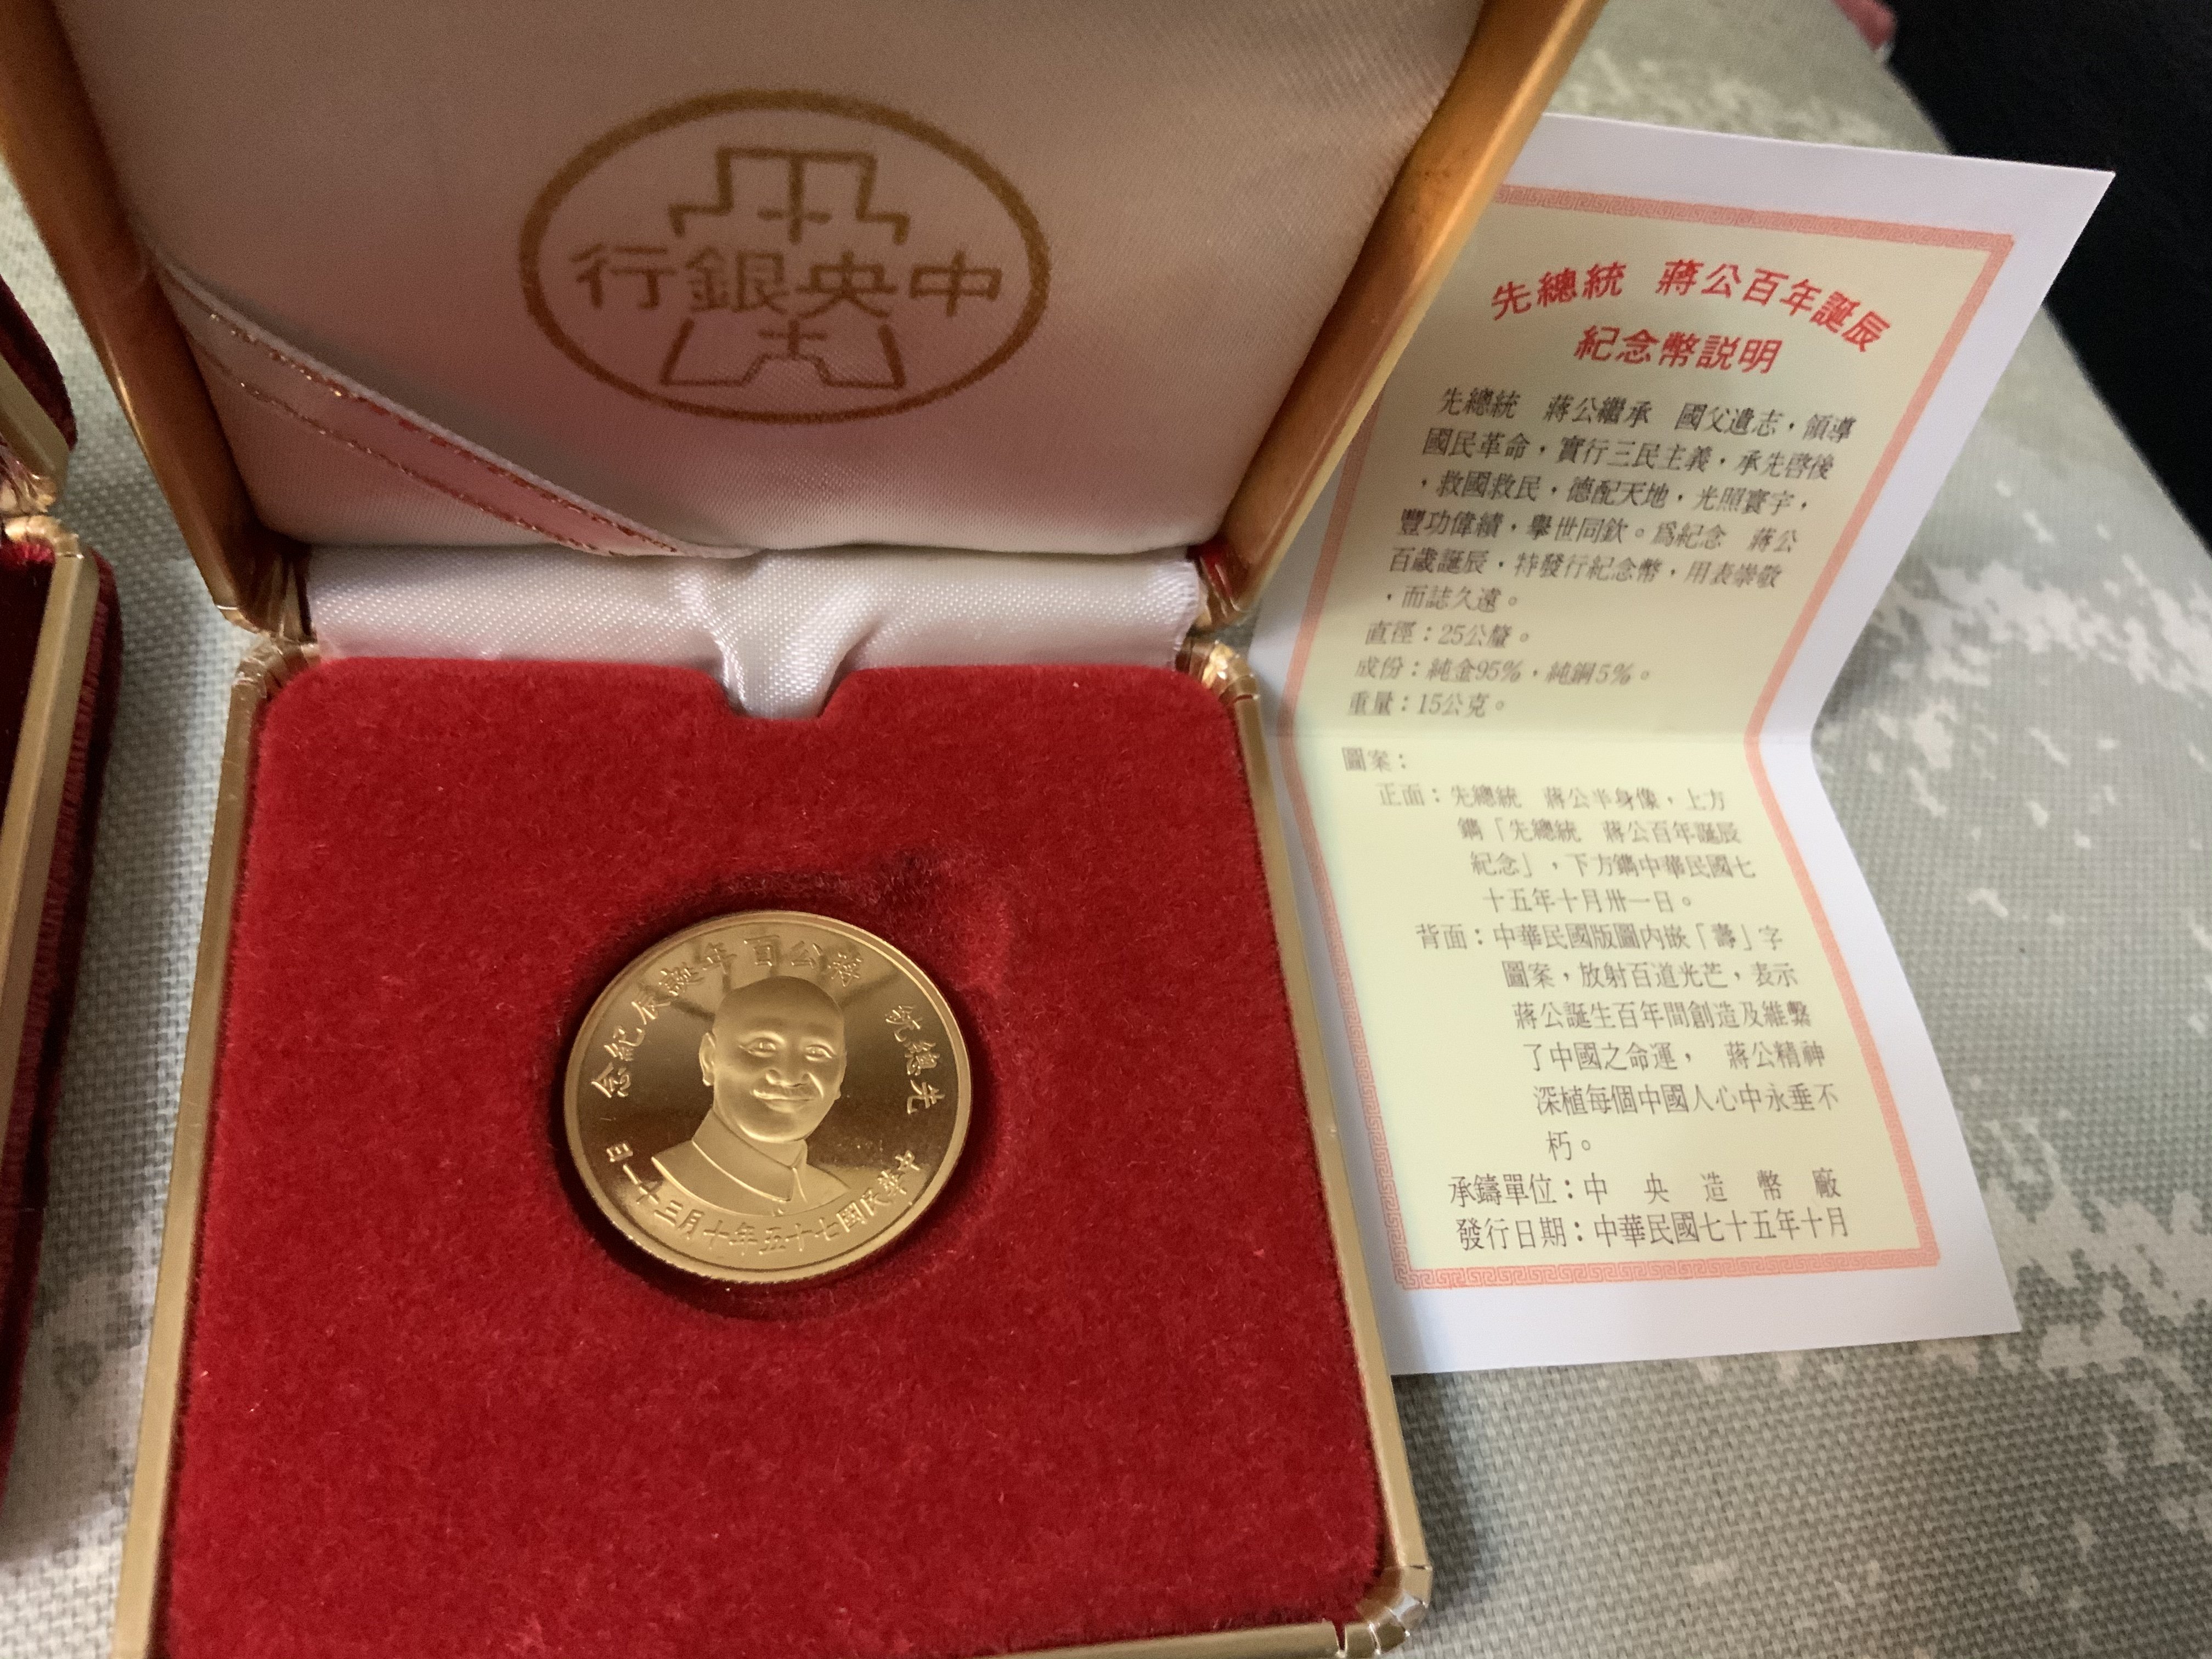 中央銀行
先總統　蔣公百年誕辰
紀念幣説明
先總統　蔣公繼承　國父遺志，領導
國民革命，實行三民主義，承先啓後
，救國救民，德配天地，光照寰宇，
豐功偉績，舉世同欽。爲紀念　蔣公
百歲誕辰，特發行紀念幣，用表崇敬
，而誌久遠。
直徑：25公釐。
成份：純金95%，純銅5%。
重量：15公克。
圖案：
正面：先總統　蔣公半身像，上方
鐫「先總統　蔣公百年誕辰
紀念」，下方鐫中華民國七
十五年十月卅一日。
背面：中華民國版圖內嵌「壽」字
圖案，放射百道光芒，表示
蔣公誕生百年間創造及維繫
了中國之命運，　蔣公精神
深植每個中國人心中永垂不
朽。
承鑄單位：中央造幣廠
發行日期：中華民國七十五年十月
先總統　蔣公百年誕辰紀念
中華民國七十五年十月三十一日